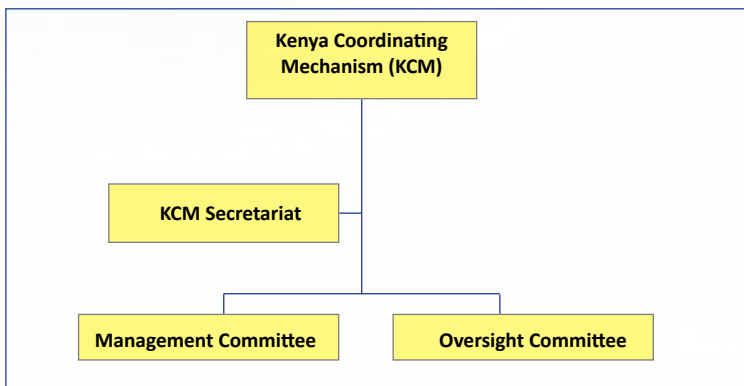 Kenya Coordinating
Mechanism (KCM)
KCM Secretariat
Management Committee
Oversight Committee